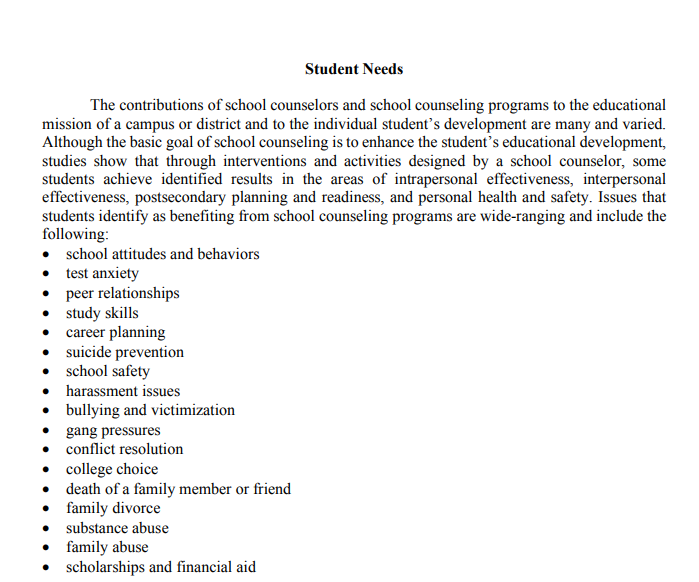 Student Needs
The contributions of school counselors and school counseling programs to the educational
mission of a campus or district and to the individual student's development are many and varied.
Although the basic goal of school counseling is to enhance the student's educational development,
studies show that through interventions and activities designed by a school counselor, some
students achieve identified results in the areas of intrapersonal effectiveness, interpersonal
effectiveness, postsecondary planning and readiness, and personal health and safety. Issues that
students identify as benefiting from school counseling programs are wide-ranging and include the
following:
• school attitudes and behaviors
• test anxiety
• peer relationships
• study skills
• career planning
• suicide prevention
• school safety
• harassment issues
• bullying and victimization
• gang pressures
• conflict resolution
• college choice
• death of a family member or friend
• family divorce
• substance abuse
• family abuse
• scholarships and financial aid